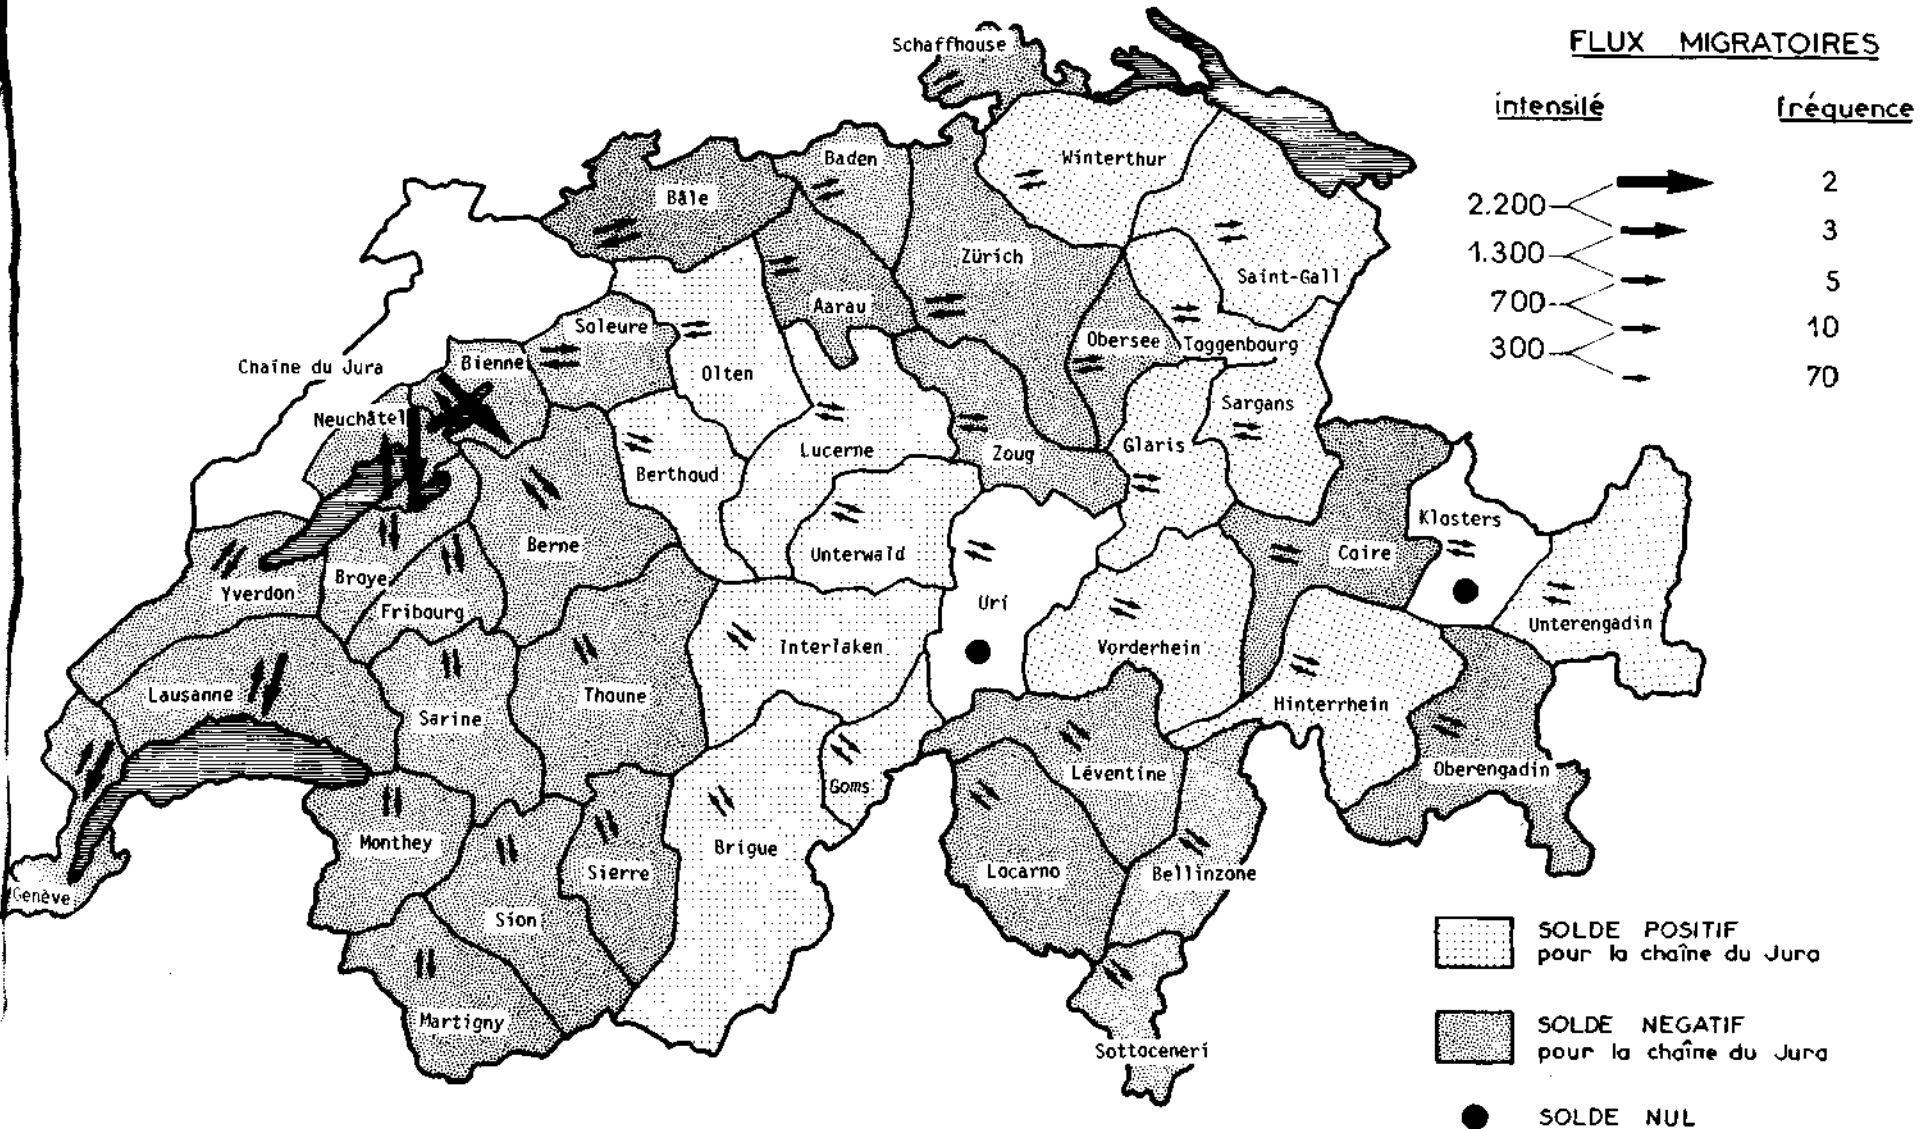 FLUX MIGRATOIRES
intensilé fréquence
2.200
1.300
700
300
2
3
5
10
70
Schaffhouse
Winterthur
Baden
Bâle
Zürich
Saint-Gall
Aarau
Soleure
Obersee
Toggenbourg
Bienne
Chaîne du Jura
Olten
Sargans
Neuchâtel
Lucerne
Zoug
Glaris
Berthoud
Klosters
Berne
Unterwald
Coire
Broye
Yverdon
Fribourg
Uri
Unterengadin
Interlaken
Vorderhein
Lausanne
Thoune
Sarine
Hinterrhein
Léventine
Oberengadin
Goms
Monthey
Brigue
Sierre
Locarno
Bellinzone
Genève
Sion
Martigny
Sottoceneri
SOLDE POSITIF
pour la chaîne du Jura
SOLDE NEGATIF
pour la chaîne du Jura
SOLDE NUL